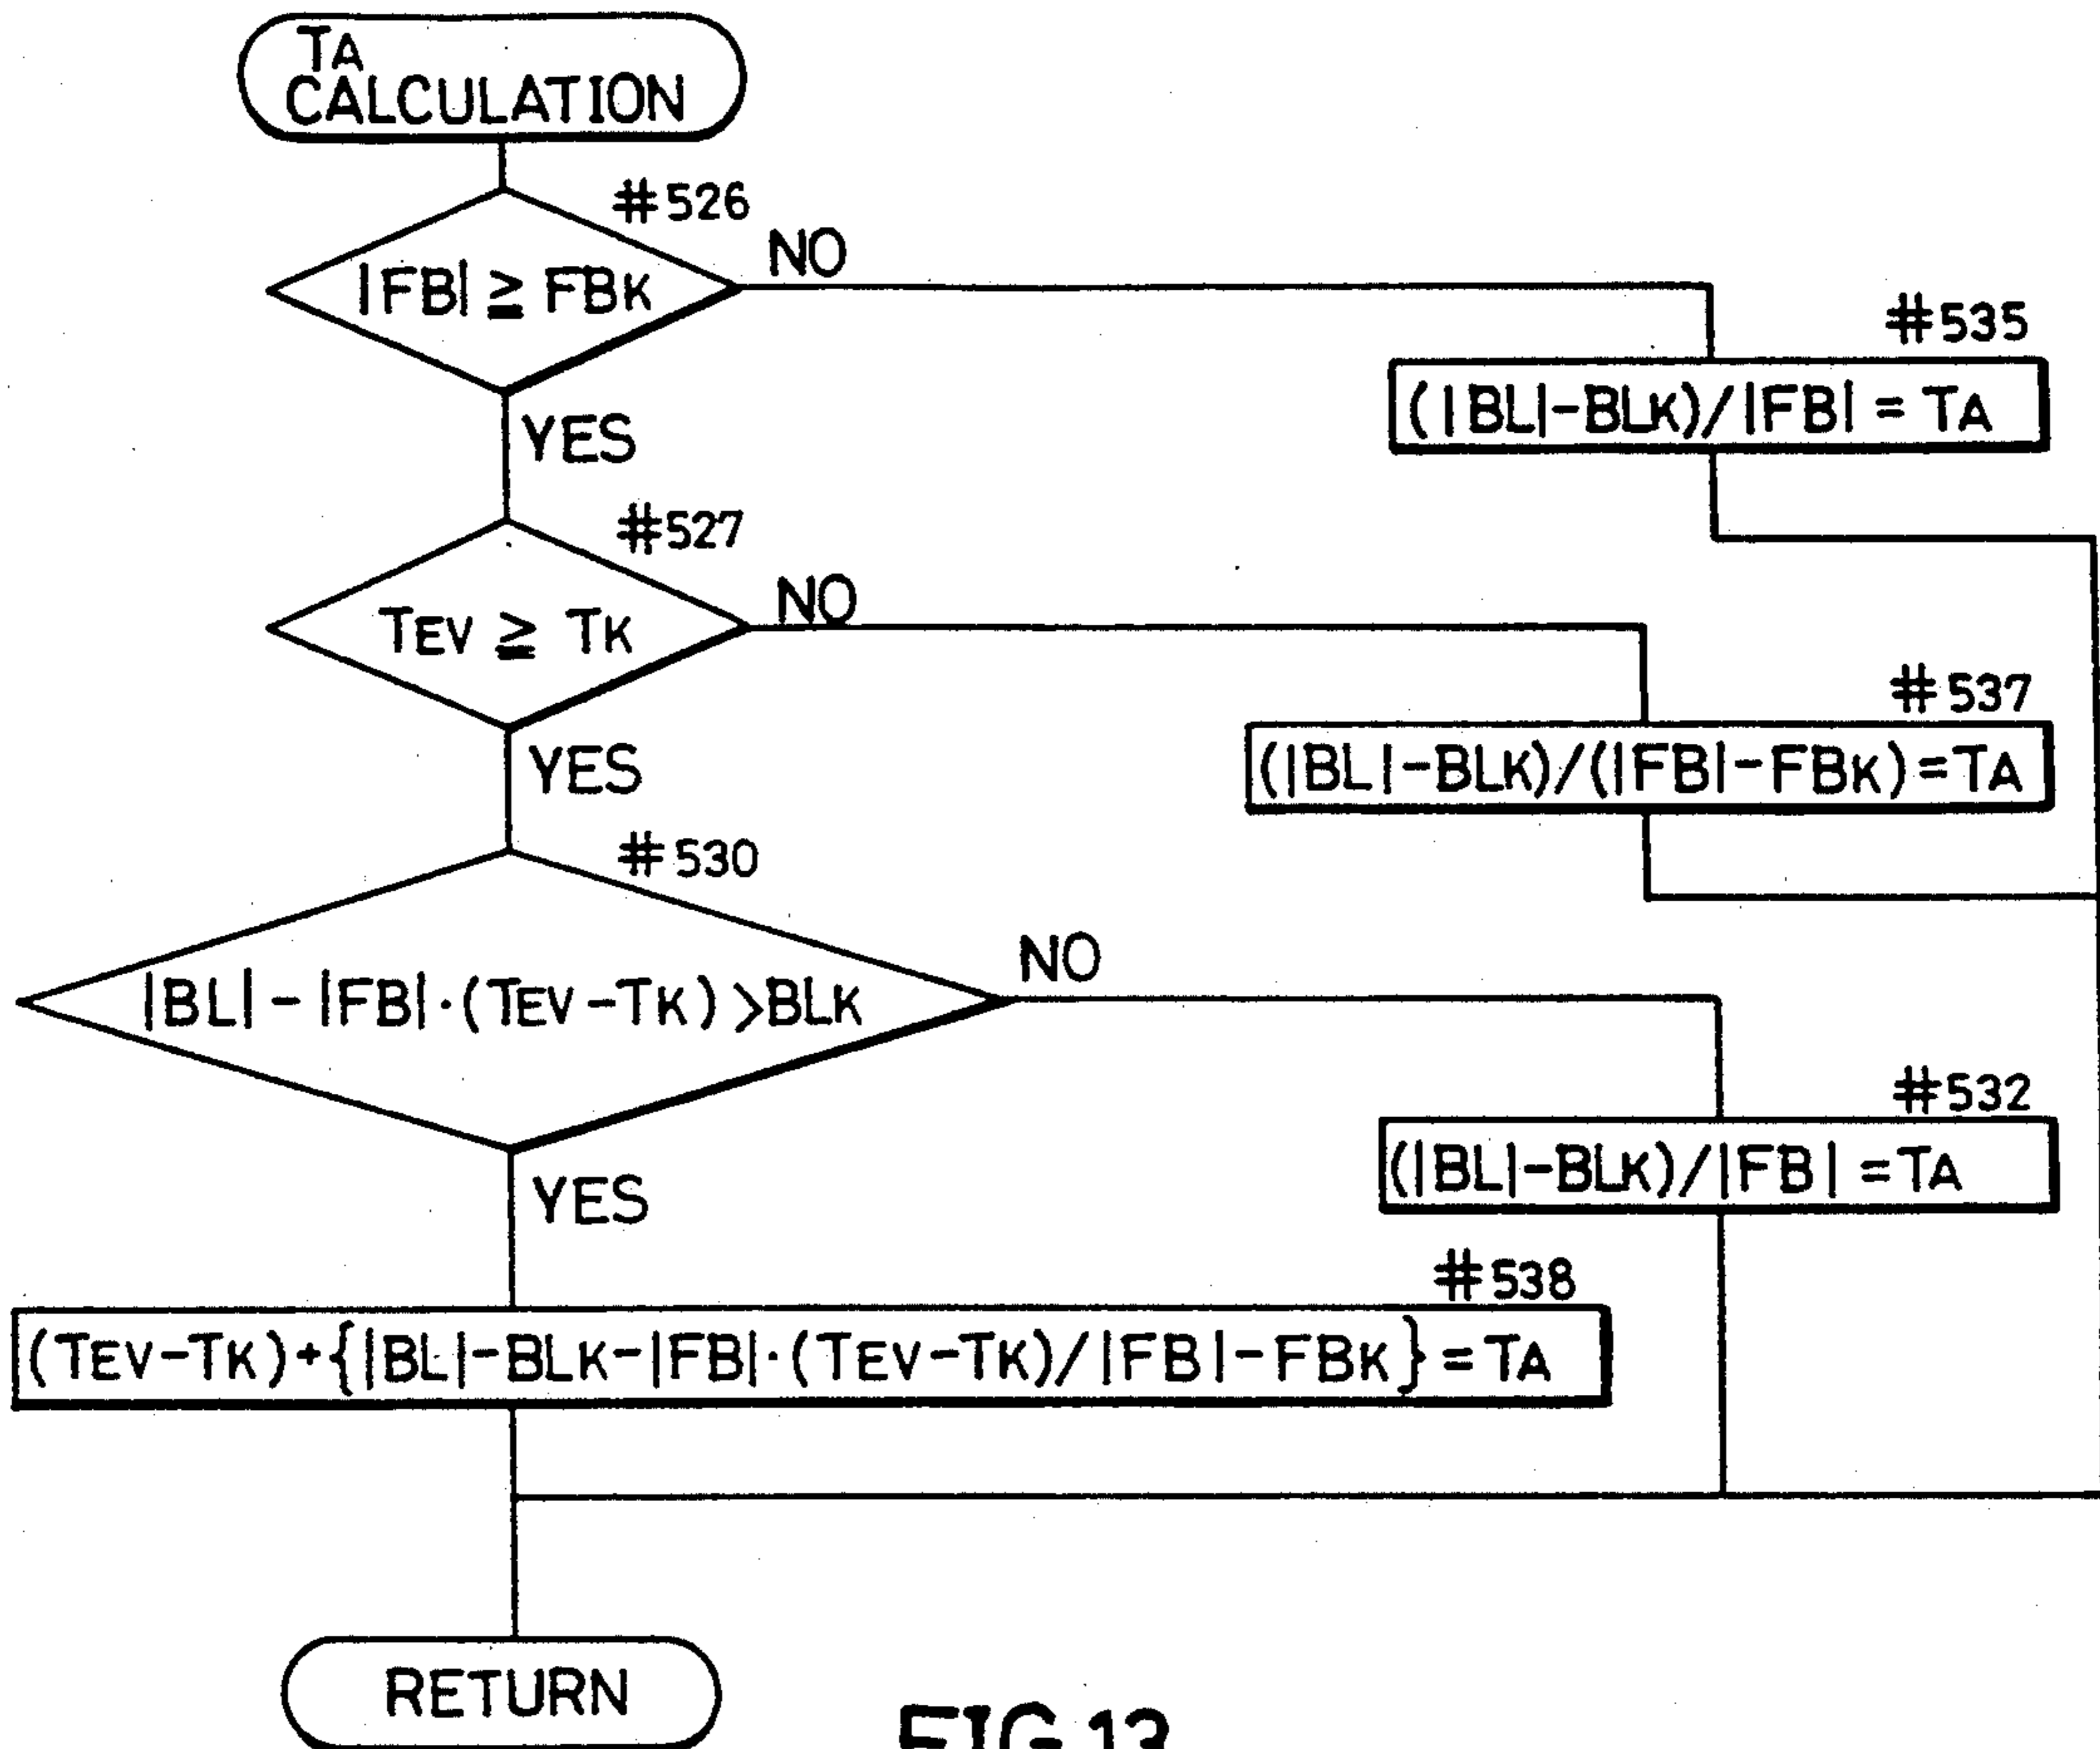 TA
CALCULATION
#526
|FB| ≧ FBK
NO
#535
(|BL|-BLK)/|FB| = TA
YES
#527
TEV ≧ TK
NO
#537
(|BL|-BLK)/(|FB|-FBK)=TA
YES
#530
|BL|-|FB|·(TEV-TK)>BLK
NO
#532
(|BL|-BLK)/|FB| =TA
YES
#538
(TEV-TK)+{|BL|-BLK-|FB|·(TEV-TK)/|FB|-FBK}=TA
RETURN
FIG.13